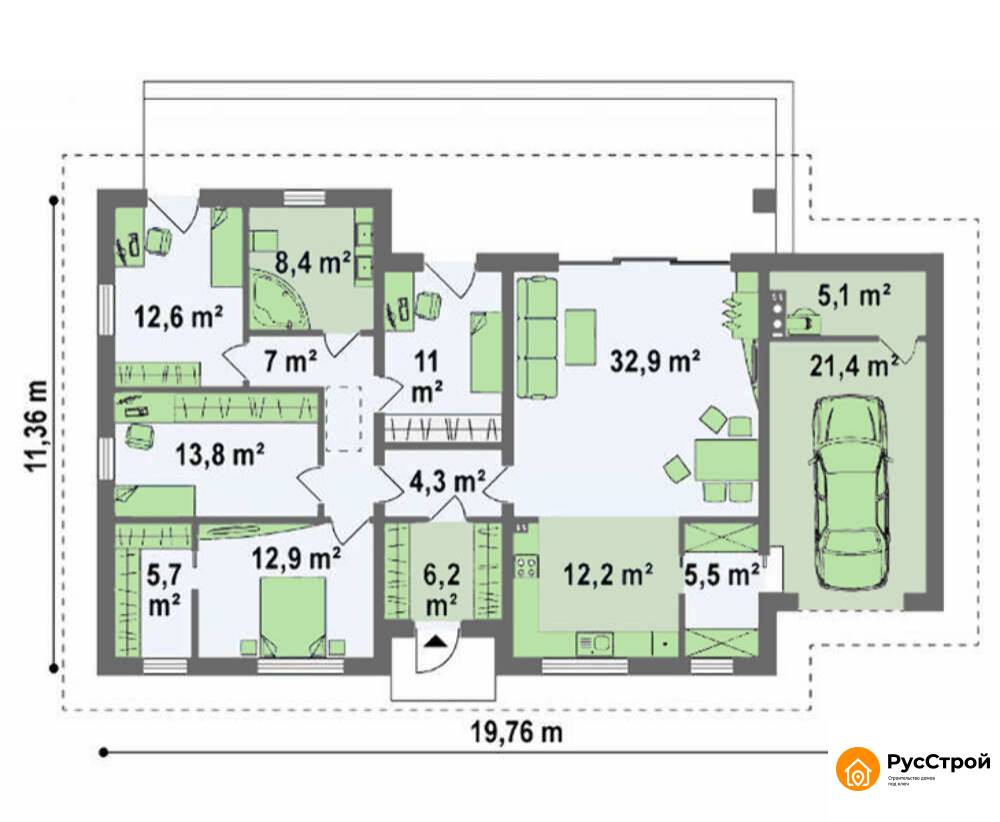 8,4 m²
12,6 m²
5,1 m²
7 m²
11
m²
32,9 m²
21,4 m²
11,36 m
13,8 m²
4,3 m²
12,9 m²
5,7
m²
6,2
m²
12,2 m²
5,5 m²
19,76 m
РусСтрой
Строительство домов
под ключ